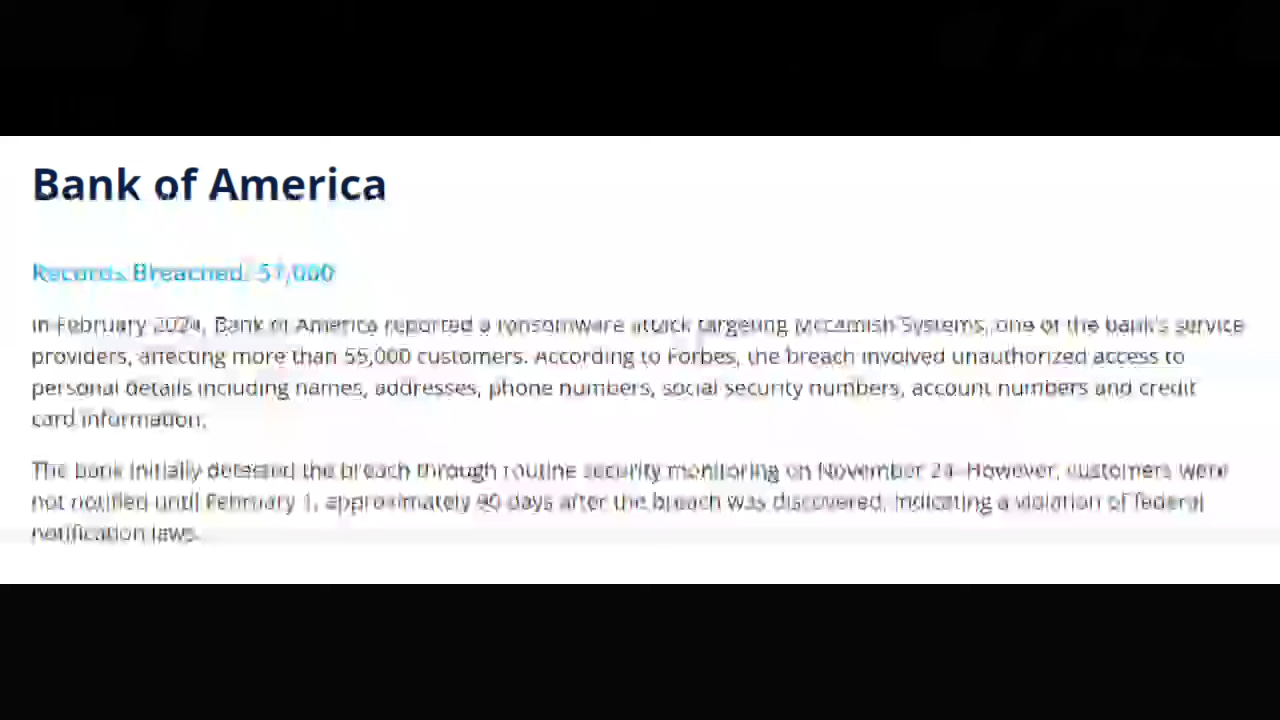 Bank of America
Records Breached: 57,000
In February 2024, Bank of America reported a ransomware attack targeting Mccamish Systems, one of the bank's service
providers, affecting more than 55,000 customers. According to Forbes, the breach involved unauthorized access to
personal details including names, addresses, phone numbers, social security numbers, account numbers and credit
card information.
The bank initially detected the breach through routine security monitoring on November However, customers were
not notified until February 1, approximately 90 days after the breach was discovered, indicating a violation of federal
notification laws.